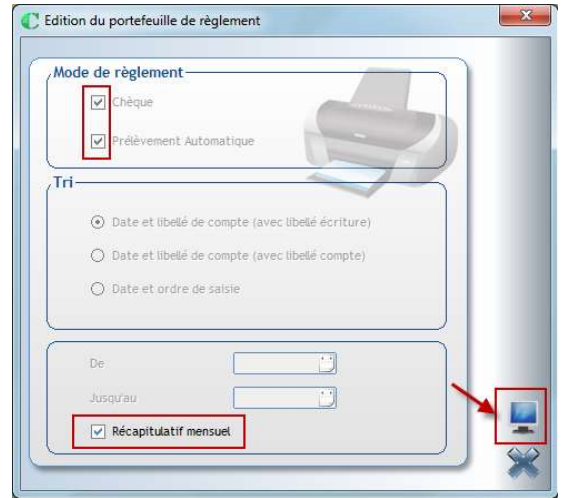 Edition du portefeuille de règlement
Mode de règlement
Chèque
Prélèvement Automatique
Tri
Date et libellé de compte (avec libellé écriture)
Date et libellé de compte (avec libellé compte)
Date et ordre de saisie
De
Jusqu'au
Récapitulatif mensuel